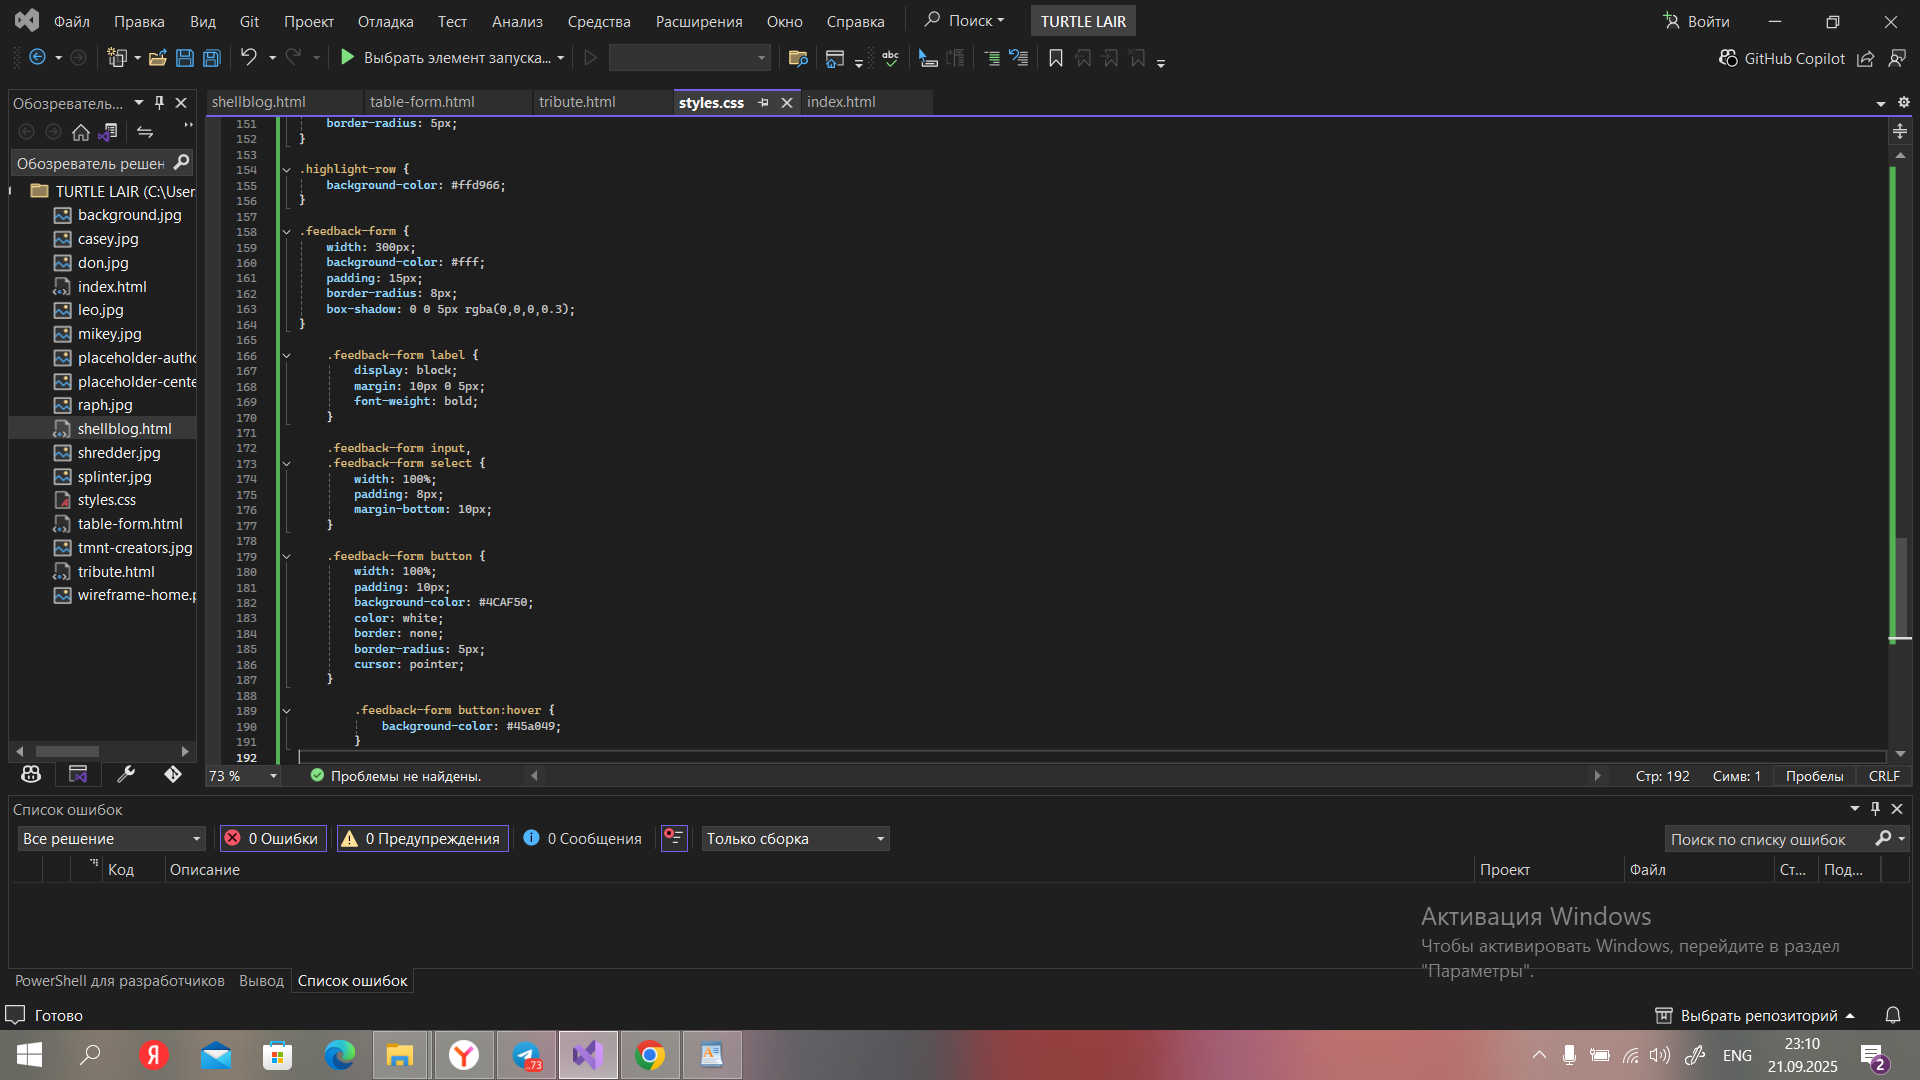 Файл Правка Вид Git Проект Отладка Тест Анализ Средства Расширения Окно Справка Поиск TURTLE LAIR Войти
Выбрать элемент запуска... GitHub Copilot
Обозреватель...
shellblog.html table-form.html tribute.html styles.css index.html
Обозреватель решен
TURTLE LAIR (C:\User
background.jpg
casey.jpg
don.jpg
index.html
leo.jpg
mikey.jpg
placeholder-autho
placeholder-cente
raph.jpg
shellblog.html
shredder.jpg
splinter.jpg
styles.css
table-form.html
tmnt-creators.jpg
tribute.html
wireframe-home.p
151 border-radius: 5px;
152 }
153
154 .highlight-row {
155 background-color: #ffd966;
156 }
157
158 .feedback-form {
159 width: 300px;
160 background-color: #fff;
161 padding: 15px;
162 border-radius: 8px;
163 box-shadow: 0 0 5px rgba(0,0,0,0.3);
164 }
165
166 .feedback-form label {
167 display: block;
168 margin: 10px 0 5px;
169 font-weight: bold;
170 }
171
172 .feedback-form input,
173 .feedback-form select {
174 width: 100%;
175 padding: 8px;
176 margin-bottom: 10px;
177 }
178
179 .feedback-form button {
180 width: 100%;
181 padding: 10px;
182 background-color: #4CAF50;
183 color: white;
184 border: none;
185 border-radius: 5px;
186 cursor: pointer;
187 }
188
189 .feedback-form button:hover {
190 background-color: #45a049;
191 }
192
73 % Проблемы не найдены. Стр: 192 Симв: 1 Пробелы CRLF
Список ошибок
Все решение 0 Ошибки 0 Предупреждения 0 Сообщения Только сборка Поиск по списку ошибок
Код Описание Проект Файл Ст... Под...
Активация Windows
Чтобы активировать Windows, перейдите в раздел
"Параметры".
PowerShell для разработчиков Вывод Список ошибок
Готово Выбрать репозиторий
..73 ENG 23:10
21.09.2025 2